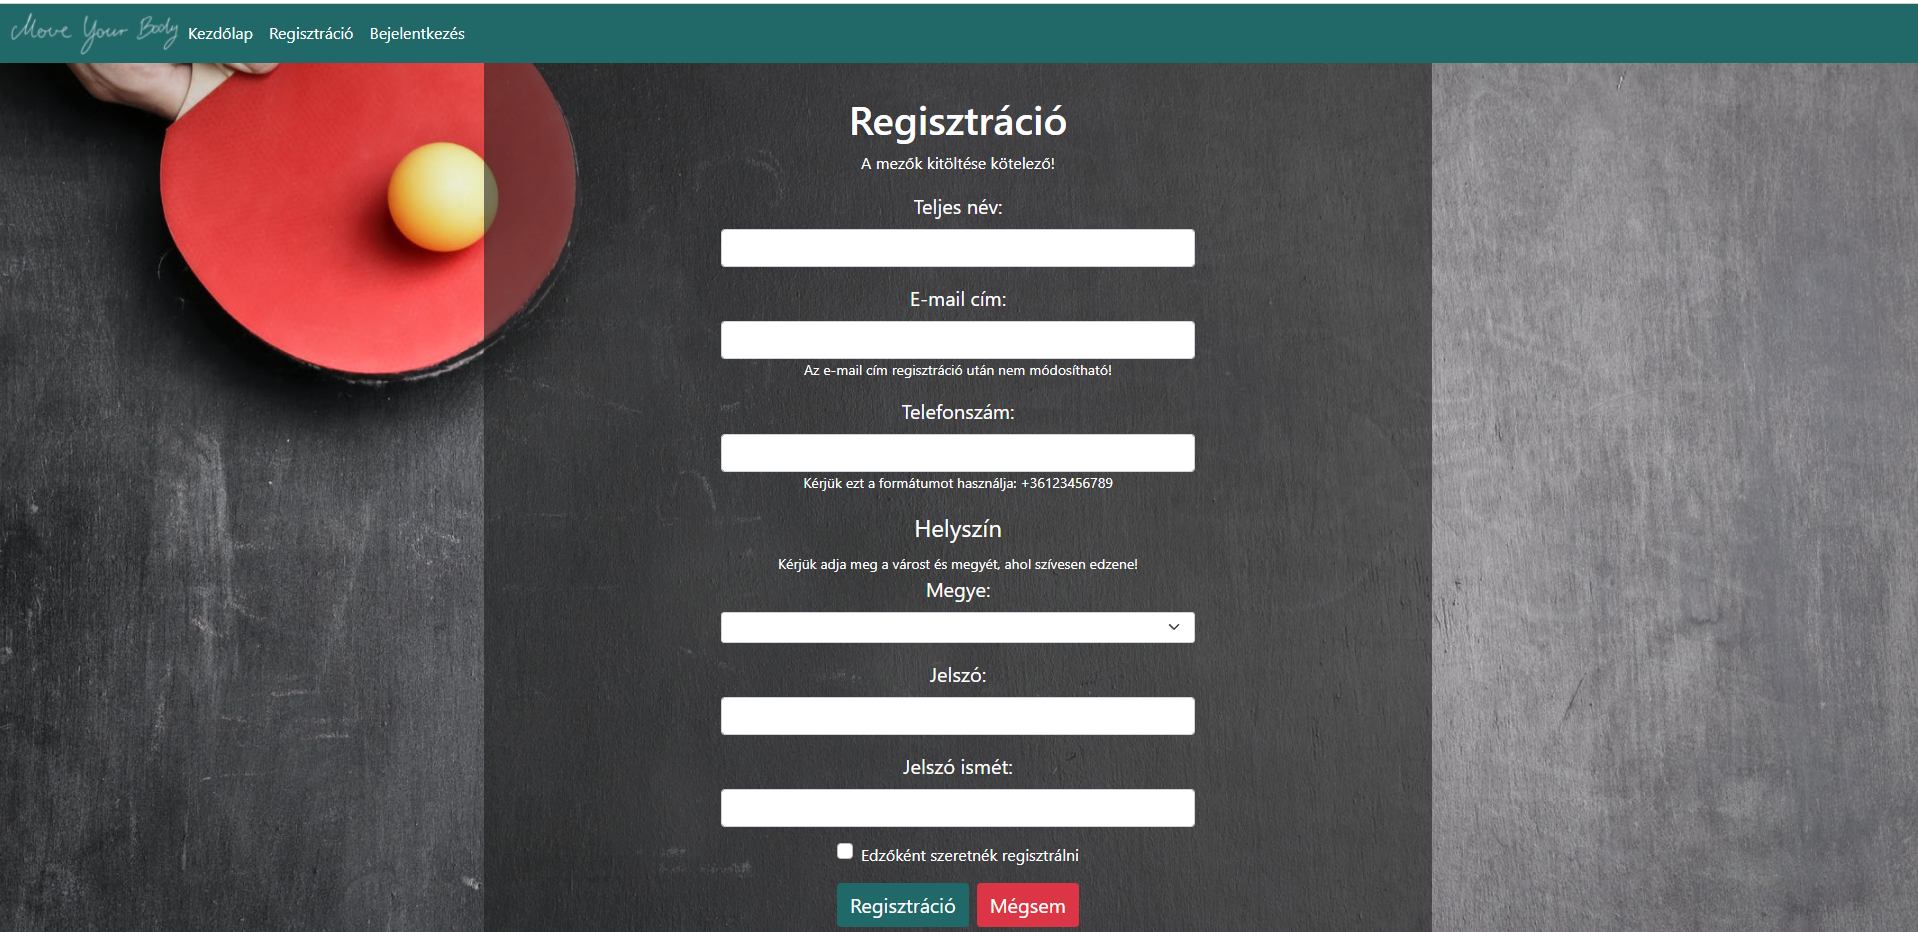 Move Your Body Kezdőlap Regisztráció Bejelentkezés
Regisztráció
A mezők kitöltése kötelező!
Teljes név:
E-mail cím:
Az e-mail cím regisztráció után nem módosítható!
Telefonszám:
Kérjük ezt a formátumot használja: +36123456789
Helyszín
Kérjük adja meg a várost és megyét, ahol szívesen edzene!
Megye:
Jelszó:
Jelszó ismét:
Edzőként szeretnék regisztrálni
Regisztráció Mégsem